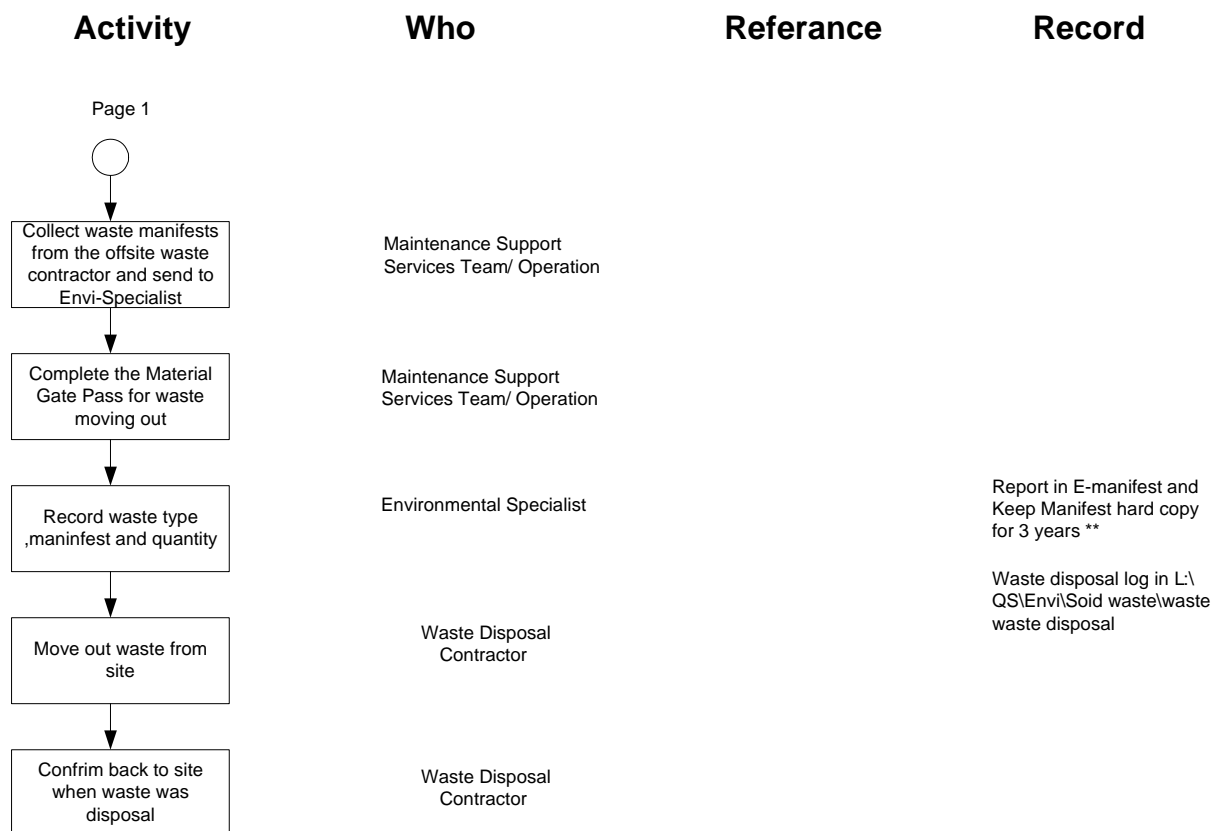 Activity Who Referance Record
Page 1
Collect waste manifests
from the offsite waste
contractor and send to
Envi-Specialist
Maintenance Support
Services Team/ Operation
Complete the Material
Gate Pass for waste
moving out
Maintenance Support
Services Team/ Operation
Record waste type
,maninfest and quantity
Environmental Specialist
Report in E-manifest and
Keep Manifest hard copy
for 3 years **
Waste disposal log in L:\
QS\Envi\Soid waste\waste
waste disposal
Move out waste from
site
Waste Disposal
Contractor
Confrim back to site
when waste was
disposal
Waste Disposal
Contractor